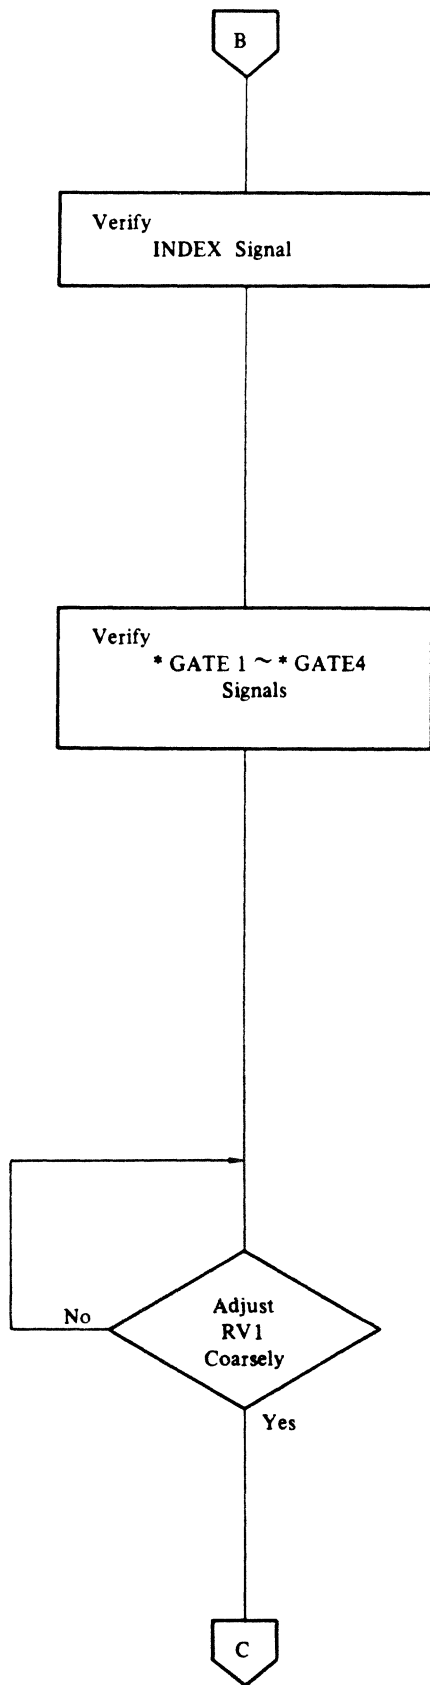 B
Verify
INDEX Signal
Verify
* GATE 1 ~ * GATE4
Signals
No
Adjust
RV1
Coarsely
Yes
C